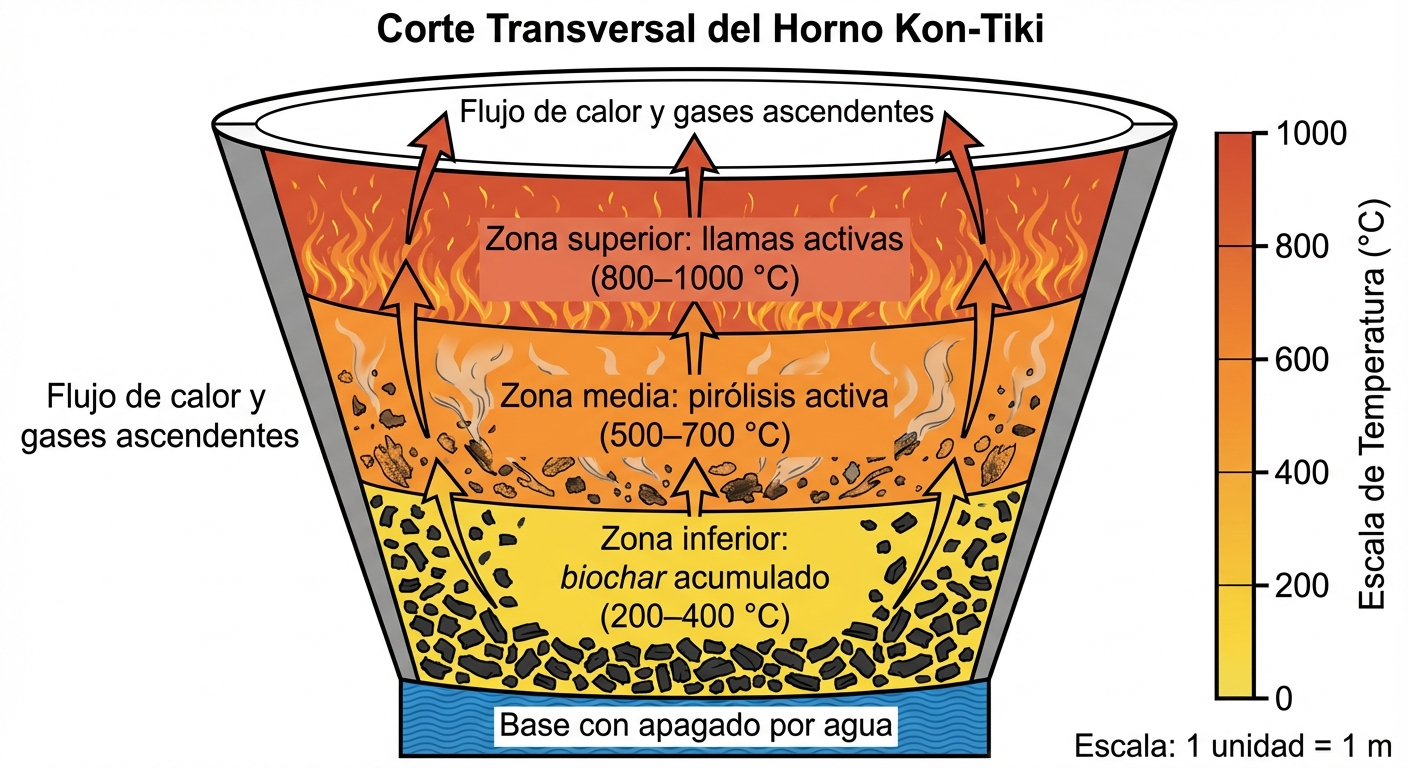 Corte Transversal del Horno Kon-Tiki
Flujo de calor y gases ascendentes
Zona superior: llamas activas
(800–1000 °C)
Zona media: pirólisis activa
(500–700 °C)
Flujo de calor y
gases ascendentes
Zona inferior:
biochar acumulado
(200–400 °C)
Base con apagado por agua
1000
800
600
400
200
0
Escala de Temperatura (°C)
Escala: 1 unidad = 1 m